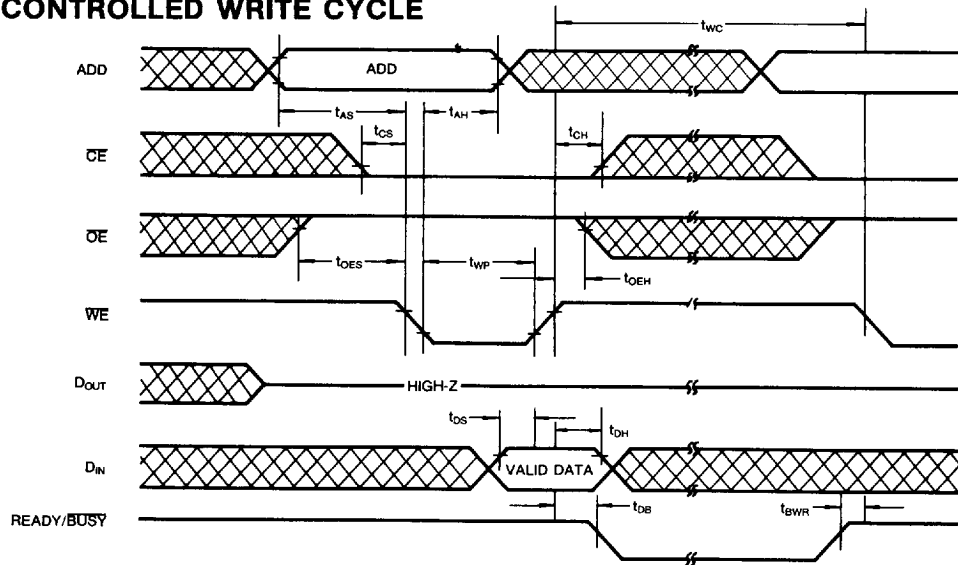 CONTROLLED WRITE CYCLE
tWC
ADD
ADD
tAS
tAH
tCS
tCH
CE
OE
tOES
tWP
tOEH
WE
DOUT
HIGH-Z
tDS
tDH
DIN
VALID DATA
tDB
tBWR
READY/BUSY